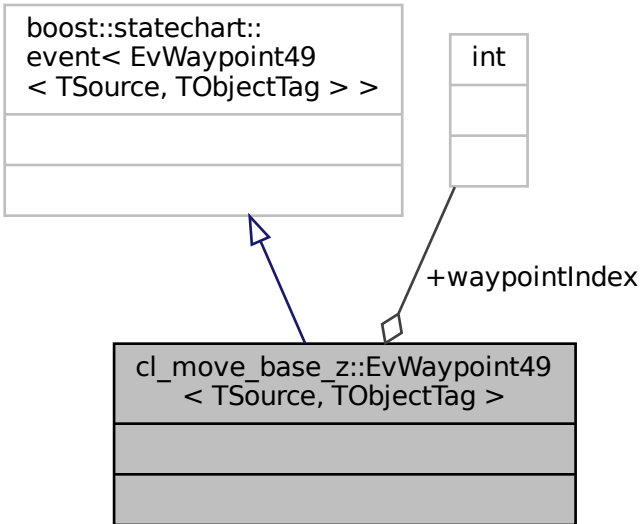 boost::statechart::
event< EvWaypoint49
< TSource, TObjectTag > >
int
+waypointIndex
cl_move_base_z::EvWaypoint49
< TSource, TObjectTag >